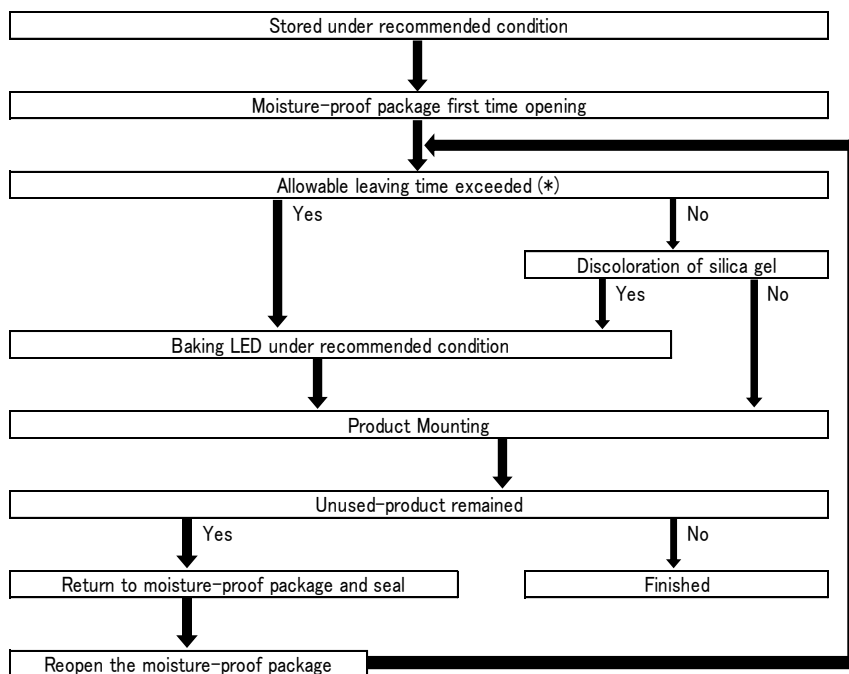 Stored under recommended condition
Moisture-proof package first time opening
Allowable leaving time exceeded (*)
Yes
No
Discoloration of silica gel
Yes
No
Baking LED under recommended condition
Product Mounting
Unused-product remained
Yes
No
Return to moisture-proof package and seal
Finished
Reopen the moisture-proof package